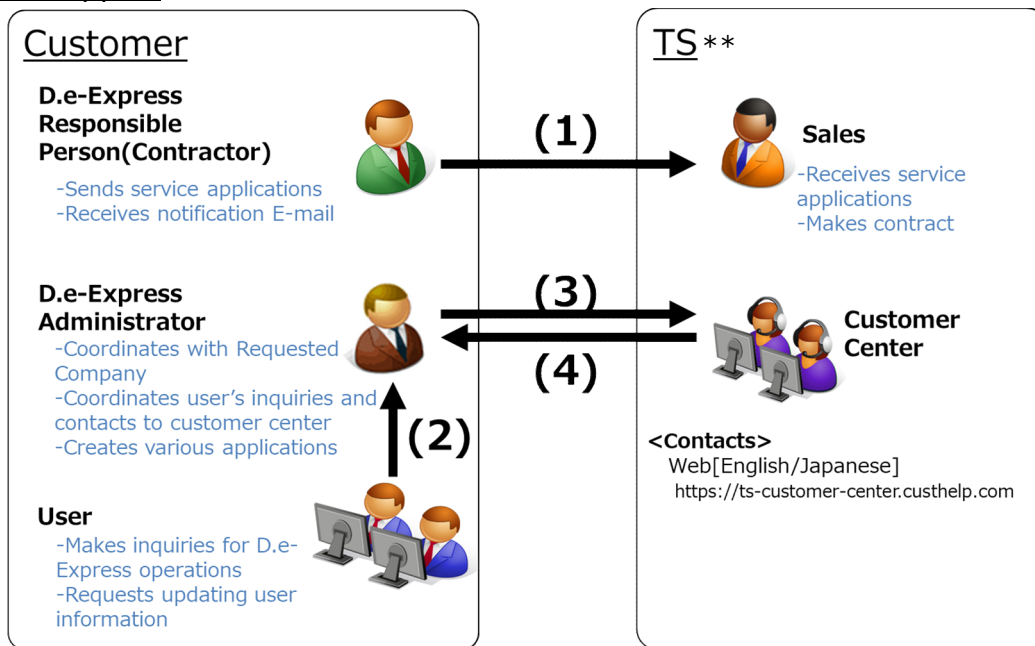 Customer
D.e-Express
Responsible
Person(Contractor)
-Sends service applications
-Receives notification E-mail
(1)
TS **
Sales
-Receives service
applications
-Makes contract
D.e-Express
Administrator
-Coordinates with Requested
Company
-Coordinates user's inquiries and
contacts to customer center
-Creates various applications
(3)
(4)
Customer
Center
(2)
<Contacts>
Web[English/Japanese]
https://ts-customer-center.custhelp.com
User
-Makes inquiries for D.e-
Express operations
-Requests updating user
information